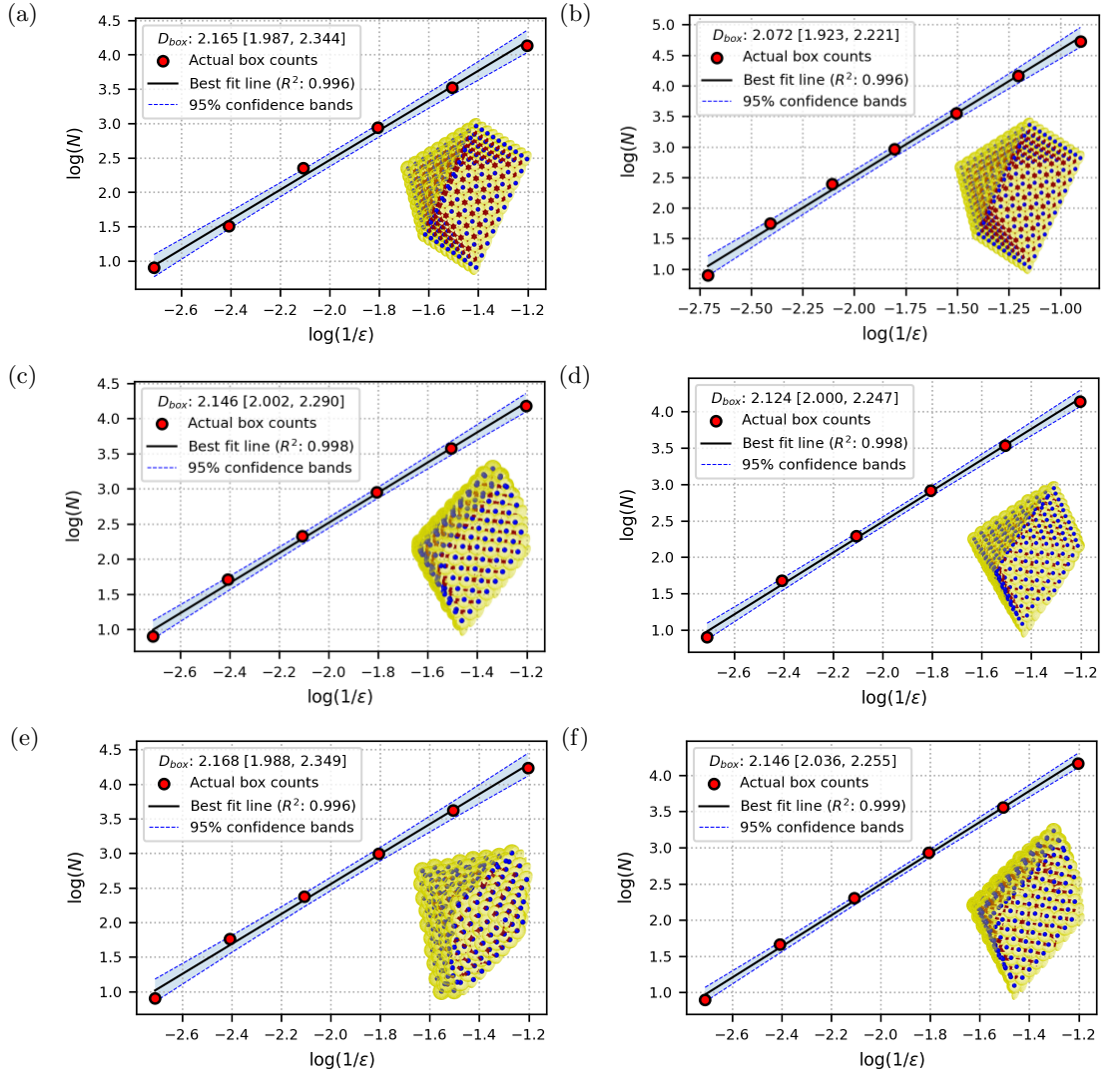 (a)
D_box: 2.165 [1.987, 2.344]
Actual box counts
Best fit line (R²: 0.996)
95% confidence bands
4.5
4.0
3.5
3.0
2.5
2.0
1.5
1.0
log(N)
−2.6 −2.4 −2.2 −2.0 −1.8 −1.6 −1.4 −1.2
log(1/ε)
(b)
D_box: 2.072 [1.923, 2.221]
Actual box counts
Best fit line (R²: 0.996)
95% confidence bands
5.0
4.5
4.0
3.5
3.0
2.5
2.0
1.5
1.0
log(N)
−2.75 −2.50 −2.25 −2.00 −1.75 −1.50 −1.25 −1.00
log(1/ε)
(c)
D_box: 2.146 [2.002, 2.290]
Actual box counts
Best fit line (R²: 0.998)
95% confidence bands
4.5
4.0
3.5
3.0
2.5
2.0
1.5
1.0
log(N)
−2.6 −2.4 −2.2 −2.0 −1.8 −1.6 −1.4 −1.2
log(1/ε)
(d)
D_box: 2.124 [2.000, 2.247]
Actual box counts
Best fit line (R²: 0.998)
95% confidence bands
4.0
3.5
3.0
2.5
2.0
1.5
1.0
log(N)
−2.6 −2.4 −2.2 −2.0 −1.8 −1.6 −1.4 −1.2
log(1/ε)
(e)
D_box: 2.168 [1.988, 2.349]
Actual box counts
Best fit line (R²: 0.996)
95% confidence bands
4.5
4.0
3.5
3.0
2.5
2.0
1.5
1.0
log(N)
−2.6 −2.4 −2.2 −2.0 −1.8 −1.6 −1.4 −1.2
log(1/ε)
(f)
D_box: 2.146 [2.036, 2.255]
Actual box counts
Best fit line (R²: 0.999)
95% confidence bands
4.0
3.5
3.0
2.5
2.0
1.5
1.0
log(N)
−2.6 −2.4 −2.2 −2.0 −1.8 −1.6 −1.4 −1.2
log(1/ε)